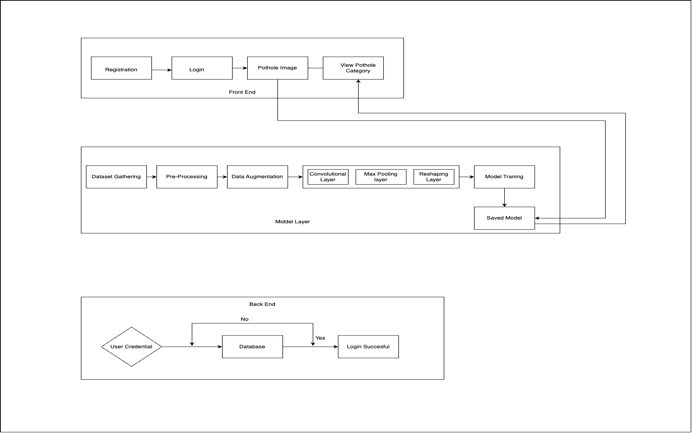 Registration
Login
Pothole Image
View Pothole
Category
Front End
Dataset Gathering
Pre-Processing
Data Augmentation
Convolutional
Layer
Max Pooling
layer
Reshaping
Layer
Model Traning
Saved Model
Middel Layer
Back End
No
User Credential
Database
Yes
Login Succesful